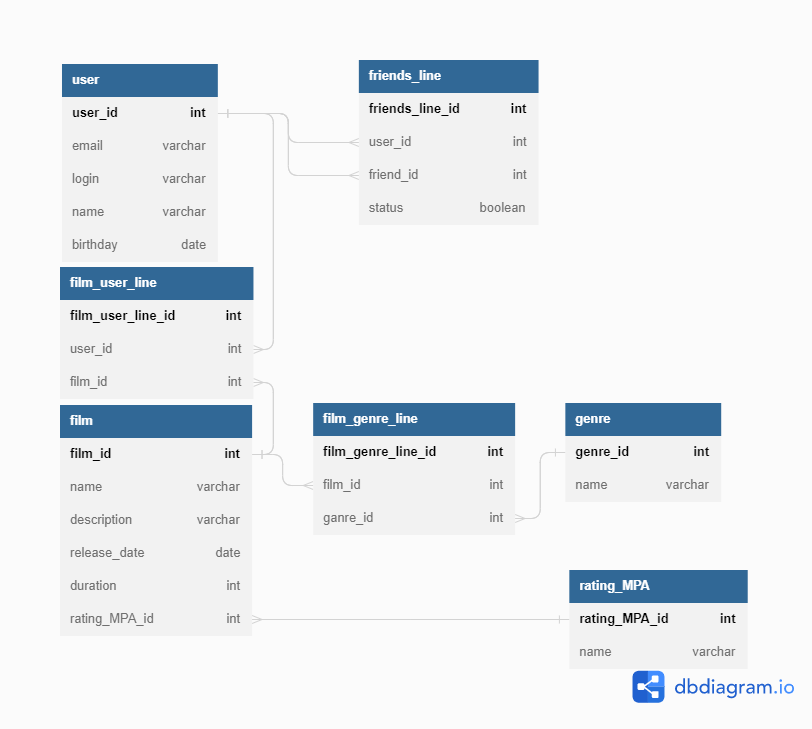 user
user_id int
email varchar
login varchar
name varchar
birthday date
friends_line
friends_line_id int
user_id int
friend_id int
status boolean
film_user_line
film_user_line_id int
user_id int
film_id int
film
film_id int
name varchar
description varchar
release_date date
duration int
rating_MPA_id int
film_genre_line
film_genre_line_id int
film_id int
ganre_id int
genre
genre_id int
name varchar
rating_MPA
rating_MPA_id int
name varchar
dbdiagram.io